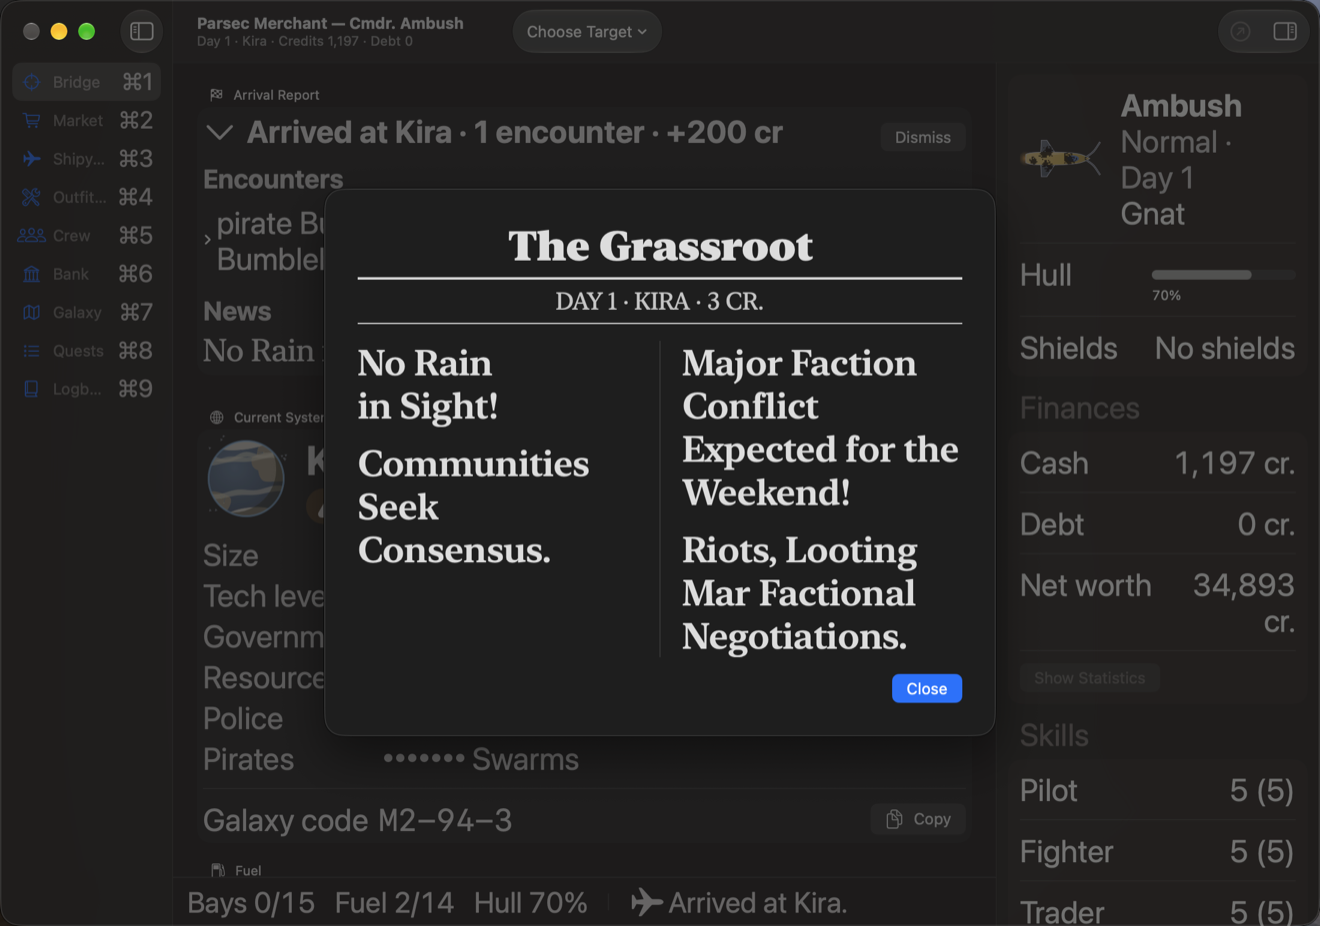 Parsec Merchant — Cmdr. Ambush
Day 1 · Kira · Credits 1,197 · Debt 0
Choose Target
Bridge ⌘1
Market ⌘2
Shipy... ⌘3
Outfit... ⌘4
Crew ⌘5
Bank ⌘6
Galaxy ⌘7
Quests ⌘8
Logb... ⌘9
Arrival Report
Arrived at Kira · 1 encounter · +200 cr
Dismiss
Encounters
pirate
News
No Rain
Current System
Size
Tech
Resource
Police
Pirates ••••••• Swarms
Galaxy code M2–94–3
Copy
Fuel
Bays 0/15 Fuel 2/14 Hull 70% Arrived at Kira.
The Grassroot
DAY 1 · KIRA · 3 CR.
No Rain
in Sight!
Communities
Seek
Consensus.
Major Faction
Conflict
Expected for the
Weekend!
Riots, Looting
Mar Factional
Negotiations.
Close
Ambush
Normal ·
Day 1
Gnat
Hull
70%
Shields No shields
Finances
Cash 1,197 cr.
Debt 0 cr.
Net worth 34,893
cr.
Show Statistics
Skills
Pilot 5 (5)
Fighter 5 (5)
Trader 5 (5)